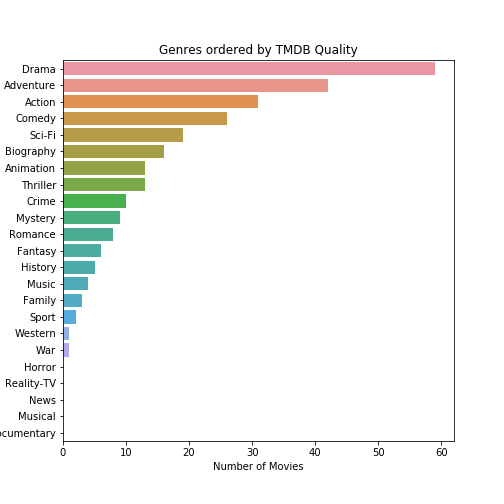 Genres ordered by TMDB Quality
Drama
Adventure
Action
Comedy
Sci-Fi
Biography
Animation
Thriller
Crime
Mystery
Romance
Fantasy
History
Music
Family
Sport
Western
War
Horror
Reality-TV
News
Musical
ocumentary
0 10 20 30 40 50 60
Number of Movies